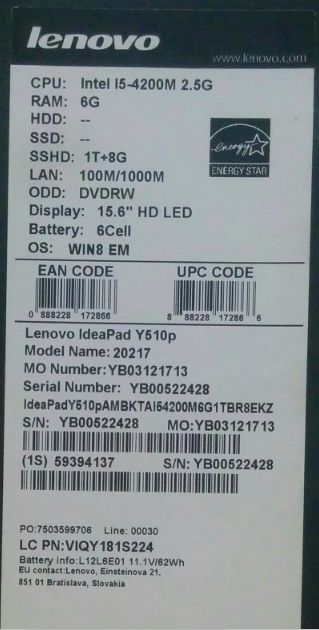 lenovo
www.lenovo.com
CPU: Intel I5-4200M 2.5G
RAM: 6G
HDD: --
SSD: --
SSHD: 1T+8G
LAN: 100M/1000M
ODD: DVDRW
Display: 15.6" HD LED
Battery: 6Cell
OS: WIN8 EM
energy
ENERGY STAR
EAN CODE UPC CODE
0 888228 172866 8 88228 17286 6
Lenovo IdeaPad Y510p
Model Name: 20217
MO Number:YB03121713
Serial Number: YB00522428
IdeaPadY510pAMBKTAI54200M6G1TBR8EKZ
S/N: YB00522428 MO:YB03121713
(1S) 59394137 S/N: YB00522428
PO:7503599706 Line: 00030
LC PN:VIQY181S224
Battery info:L12L6E01 11.1V/62Wh
EU contact:Lenovo, Einsteinova 21,
851 01 Bratislava, Slovakia